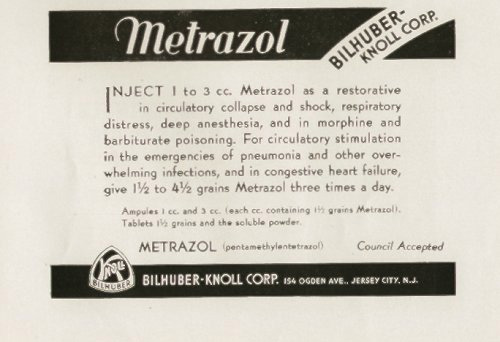 Metrazol
BILHUBER-
KNOLL CORP.
INJECT 1 to 3 cc. Metrazol as a restorative
in circulatory collapse and shock, respiratory
distress, deep anesthesia, and in morphine and
barbiturate poisoning. For circulatory stimulation
in the emergencies of pneumonia and other over-
whelming infections, and in congestive heart failure,
give 1½ to 4½ grains Metrazol three times a day.
Ampules 1 cc. and 3 cc. (each cc. containing 1½ grains Metrazol).
Tablets 1½ grains and the soluble powder.
METRAZOL (pentamethylentetrazol) Council Accepted
KNOLL
BILHUBER
BILHUBER-KNOLL CORP. 154 OGDEN AVE., JERSEY CITY, N.J.